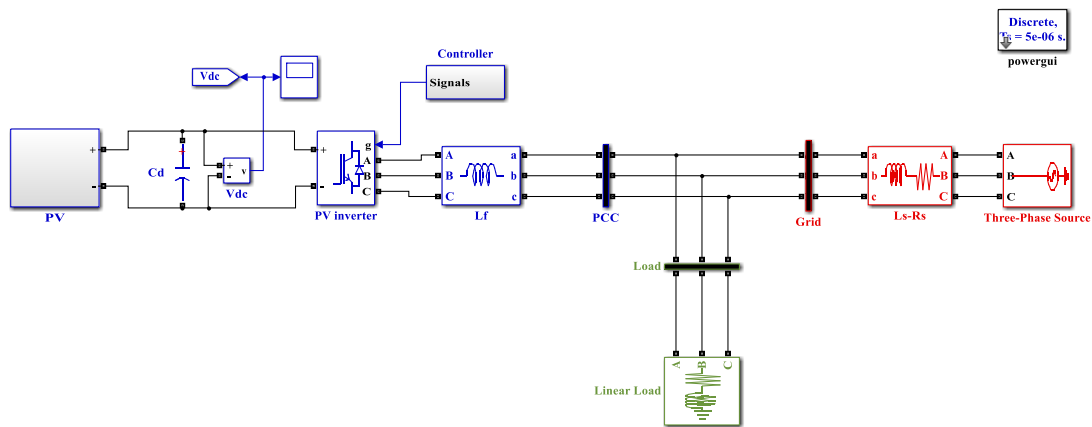 Discrete,
Ts = 5e-06 s.
powergui
Controller
Vdc
Signals
+
-
PV
Cd
+
-
v
Vdc
+
-
g
A
B
C
PV inverter
A
B
C
a
b
c
Lf
PCC
Grid
a
b
c
A
B
C
Ls-Rs
A
B
C
Three-Phase Source
Load
A
B
C
Linear Load